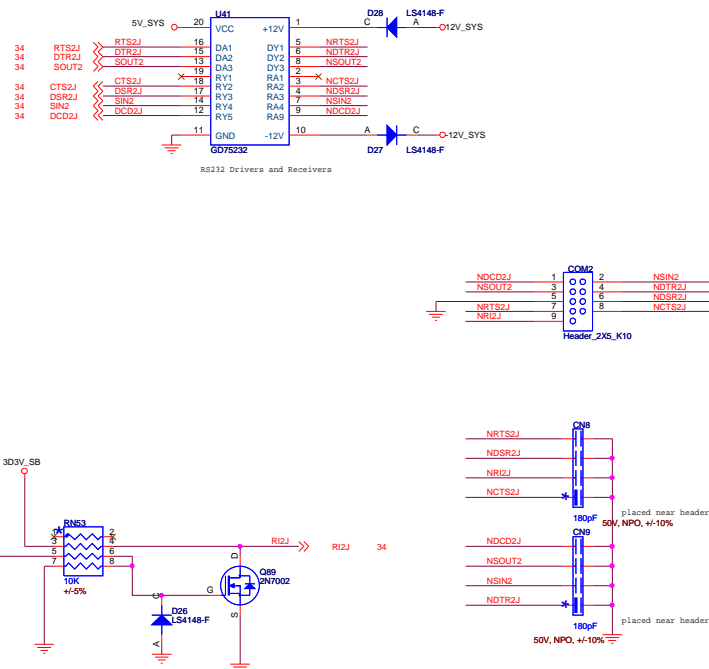 U41
D28 LS4148-F
5V_SYS 20 VCC +12V 1 C A 12V_SYS
34 RTS2J RTS2J 16 DA1 DY1 5 NRTS2J
34 DTR2J DTR2J 15 DA2 DY2 6 NDTR2J
34 SOUT2 SOUT2 13 DA3 DY3 8 NSOUT2
19 RY1 RA1 2
34 CTS2J CTS2J 18 RY2 RA2 3 NCTS2J
34 DSR2J DSR2J 17 RY3 RA3 4 NDSR2J
34 SIN2 SIN2 14 RY4 RA4 7 NSIN2
34 DCD2J DCD2J 12 RY5 RA9 9 NDCD2J
11 GND -12V 10 A C -12V_SYS
GD75232
D27 LS4148-F
RS232 Drivers and Receivers
COM2
NDCD2J 1 2 NSIN2
NSOUT2 3 4 NDTR2J
5 6 NDSR2J
NRTS2J 7 8 NCTS2J
NRI2J 9
Header_2X5_K10
CN8
NRTS2J
NDSR2J
NRI2J
NCTS2J *
180pF
placed near header
50V, NPO, +/-10%
CN9
NDCD2J
NSOUT2
NSIN2
NDTR2J *
180pF
placed near header
50V, NPO, +/-10%
3D3V_SB
RN53
* 1 2
3 4
5 6
7 8
10K
+/-5%
RI2J RI2J 34
D
Q89
2N7002
G
S
C
D26
LS4148-F
A